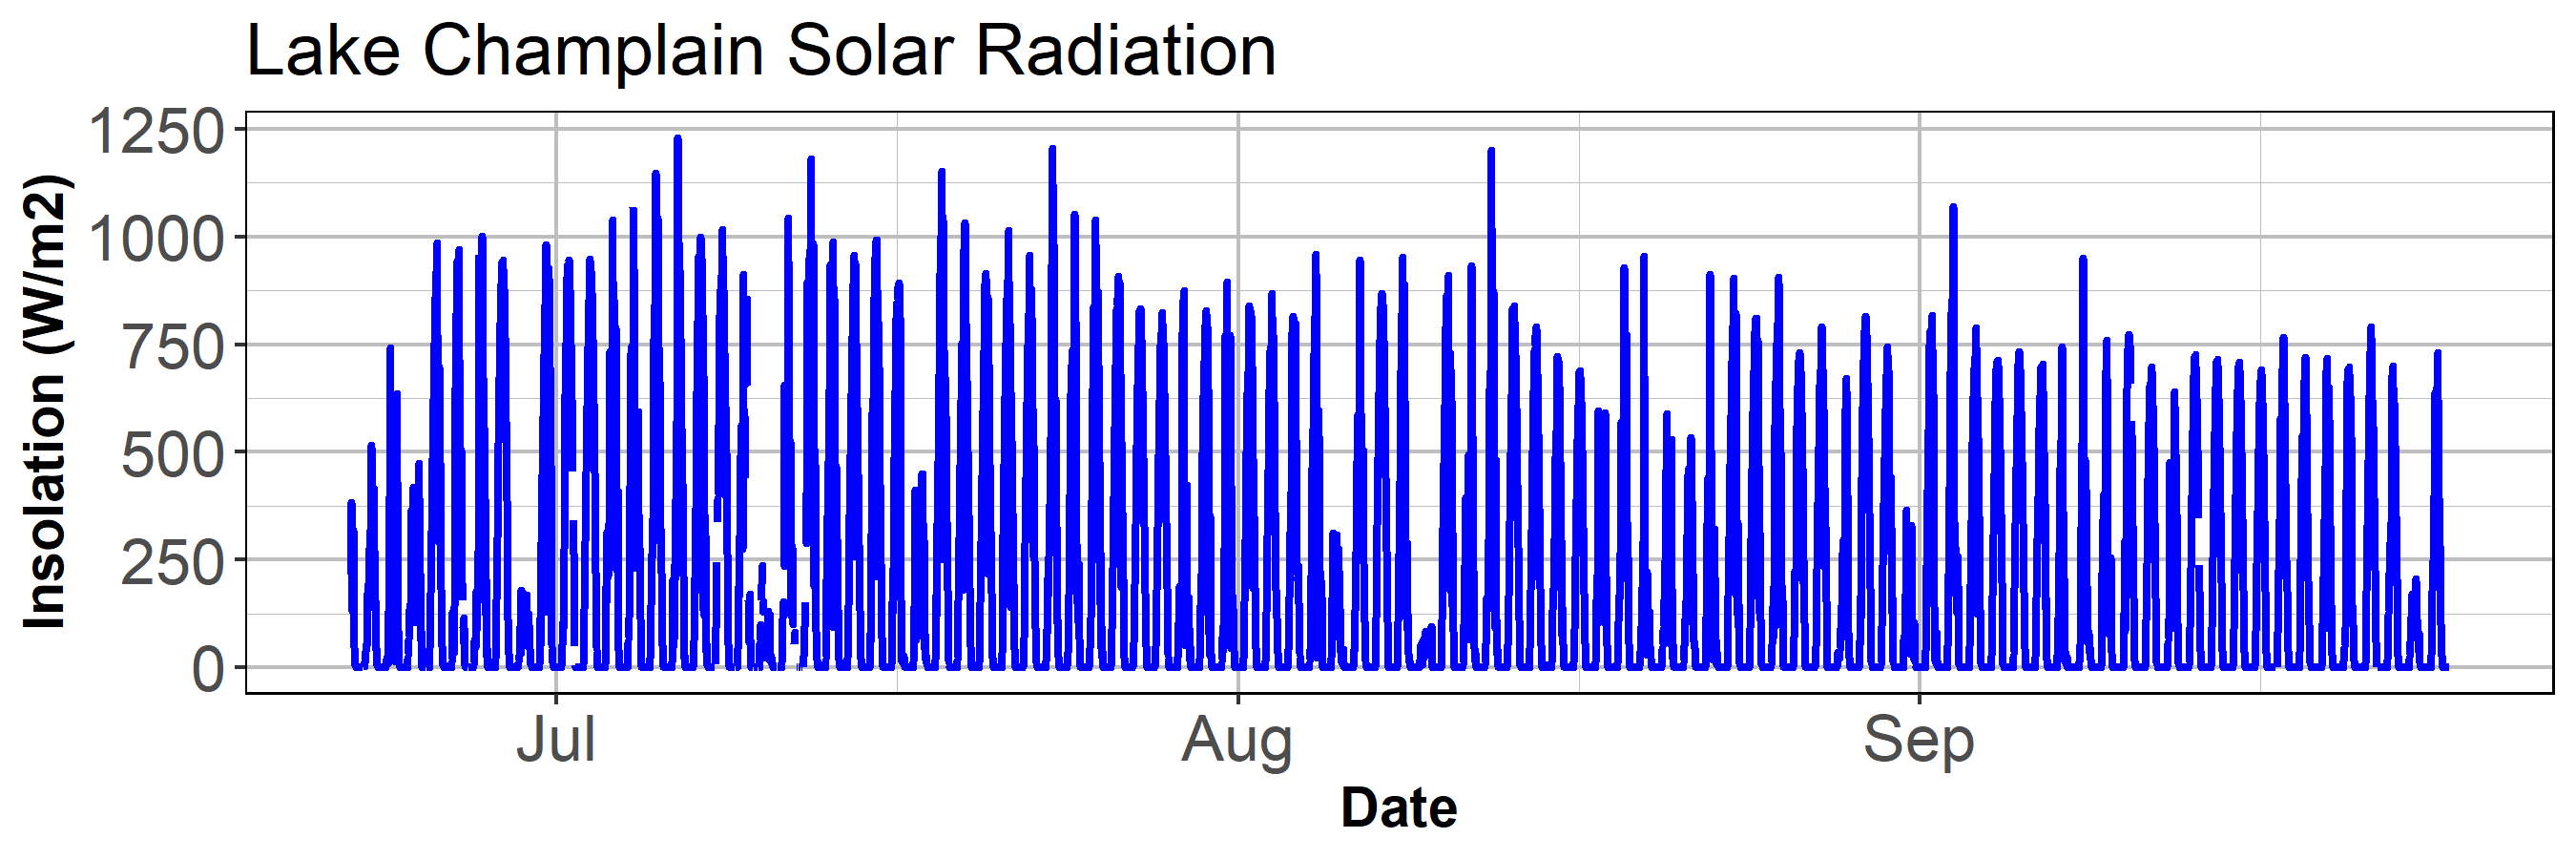 Lake Champlain Solar Radiation
1250
1000
750
500
250
0
Insolation (W/m2)
Jul Aug Sep
Date